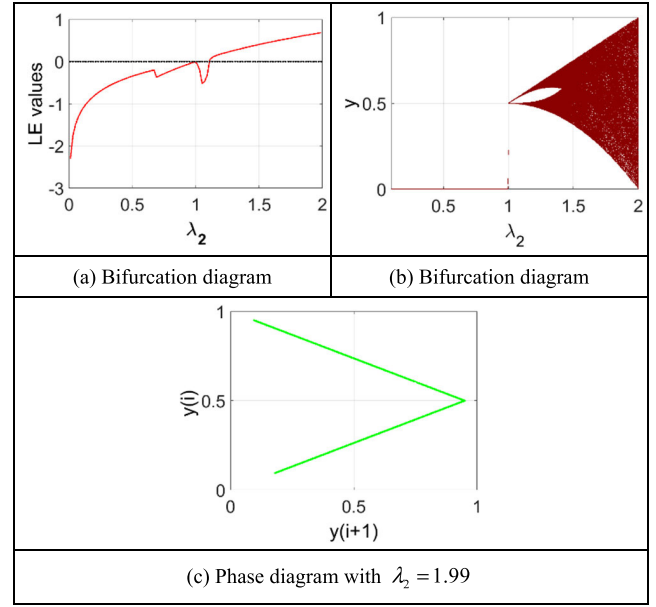 1
0
-1
-2
-3
LE values
0
0.5
1
1.5
2
λ₂
1
0.5
0
y
0.5
1
1.5
2
λ₂
(a) Bifurcation diagram
(b) Bifurcation diagram
1
0.5
0
y(i)
0
0.5
1
y(i+1)
(c) Phase diagram with λ₂ = 1.99